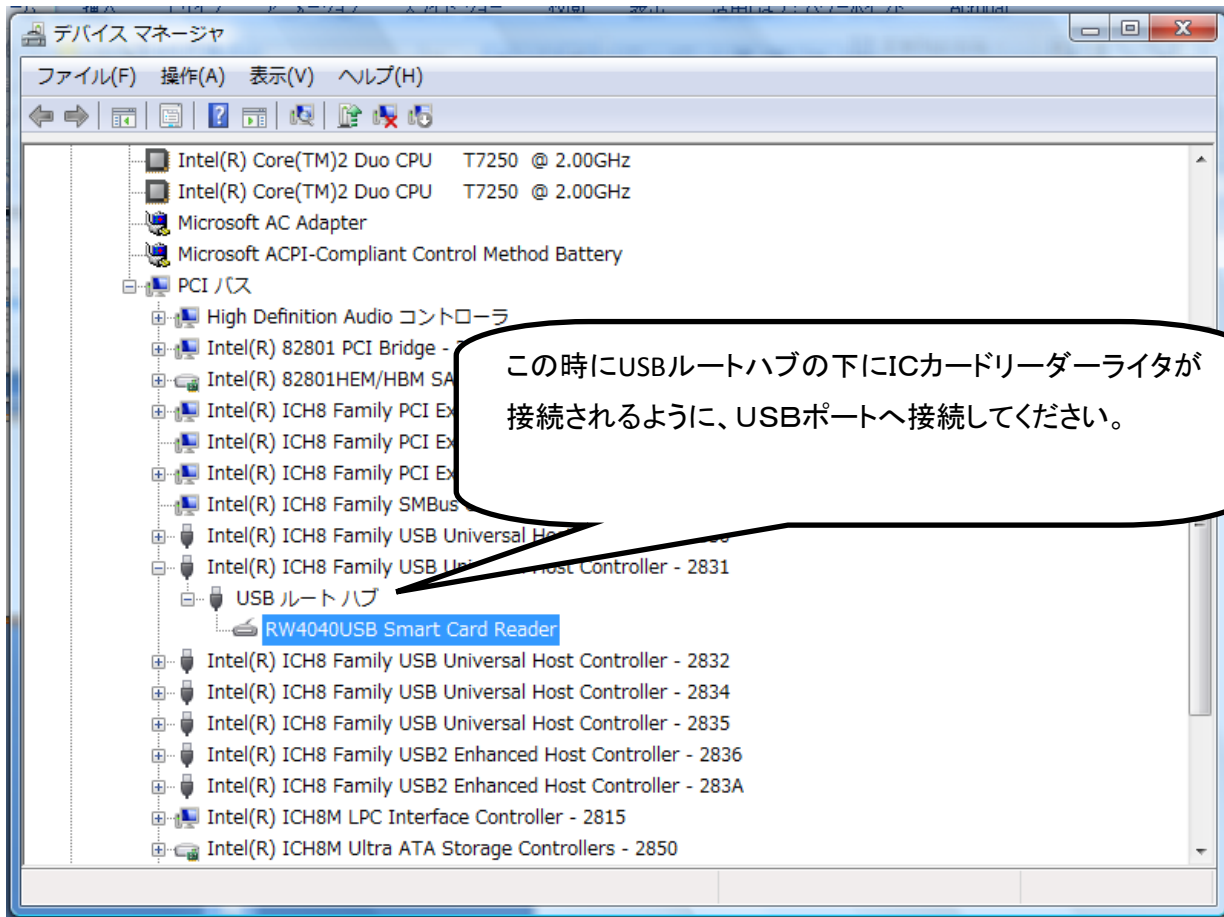 デバイス マネージャ
ファイル(F) 操作(A) 表示(V) ヘルプ(H)
Intel(R) Core(TM)2 Duo CPU T7250 @ 2.00GHz
Intel(R) Core(TM)2 Duo CPU T7250 @ 2.00GHz
Microsoft AC Adapter
Microsoft ACPI-Compliant Control Method Battery
PCI バス
High Definition Audio コントローラ
Intel(R) 82801 PCI Bridge -
Intel(R) 82801HEM/HBM SA
Intel(R) ICH8 Family PCI Ex
Intel(R) ICH8 Family PCI Ex
Intel(R) ICH8 Family PCI Ex
Intel(R) ICH8 Family SMBus
この時にUSBルートハブの下にICカードリーダーライタが
接続されるように、USBポートへ接続してください。
Intel(R) ICH8 Family USB Universal
Intel(R) ICH8 Family USB Host Controller - 2831
USB ルート ハブ
RW4040USB Smart Card Reader
Intel(R) ICH8 Family USB Universal Host Controller - 2832
Intel(R) ICH8 Family USB Universal Host Controller - 2834
Intel(R) ICH8 Family USB Universal Host Controller - 2835
Intel(R) ICH8 Family USB2 Enhanced Host Controller - 2836
Intel(R) ICH8 Family USB2 Enhanced Host Controller - 283A
Intel(R) ICH8M LPC Interface Controller - 2815
Intel(R) ICH8M Ultra ATA Storage Controllers - 2850